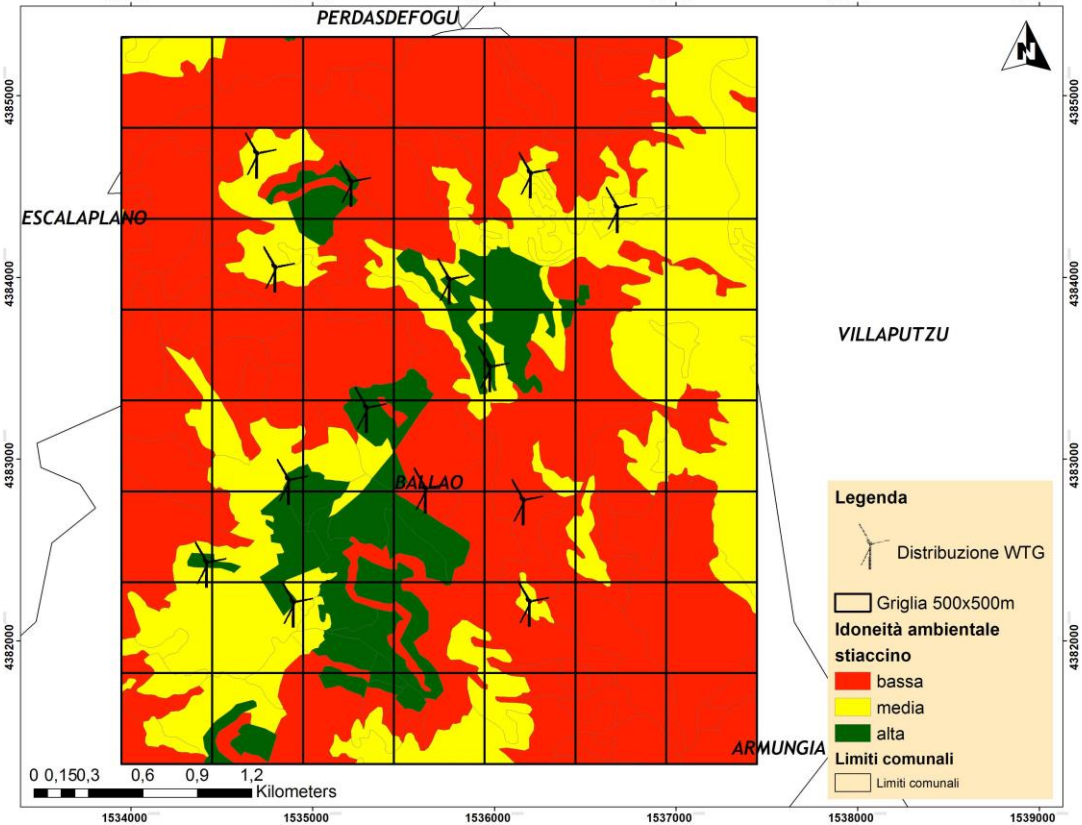 PERDASDEFOGU
N
4385000
4385000
ESCALAPLANO
4384000
4384000
VILLAPUTZU
4383000
4383000
BALLAO
Legenda
Distribuzione WTG
Griglia 500x500m
Idoneità ambientale
stiaccino
bassa
media
alta
Limiti comunali
Limiti comunali
4382000
4382000
ARMUNGIA
0 0,150,3 0,6 0,9 1,2
Kilometers
1534000 1535000 1536000 1537000 1538000 1539000